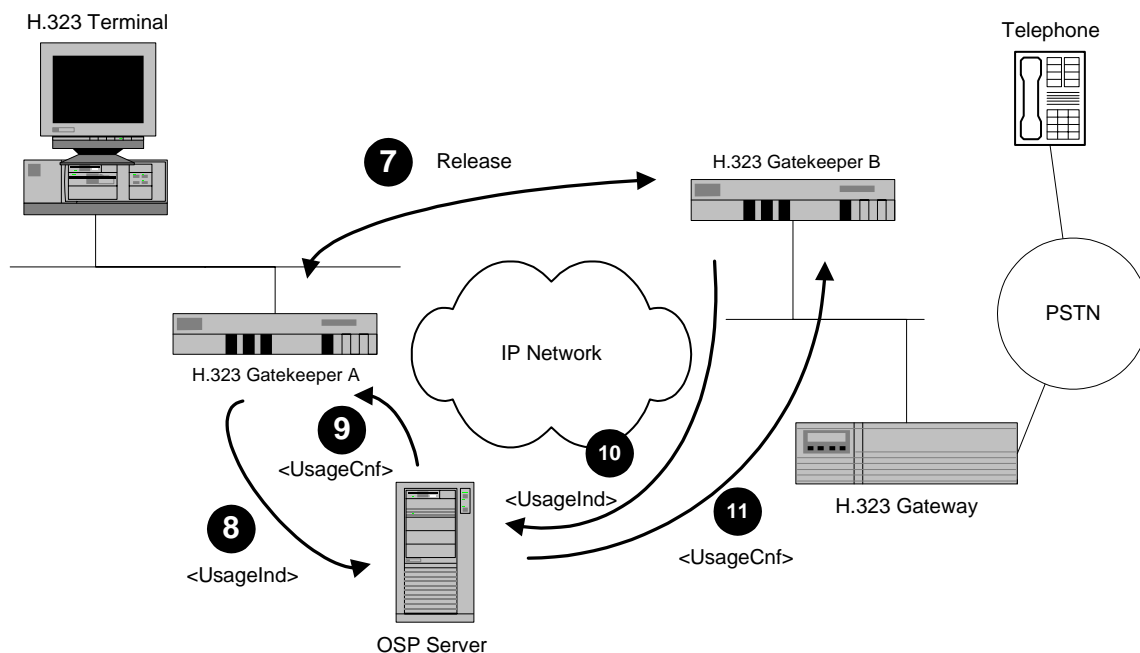 H.323 Terminal
Telephone
7
Release
H.323 Gatekeeper B
PSTN
IP Network
H.323 Gatekeeper A
9
<UsageCnf>
10
<UsageInd>
8
<UsageInd>
11
<UsageCnf>
H.323 Gateway
OSP Server